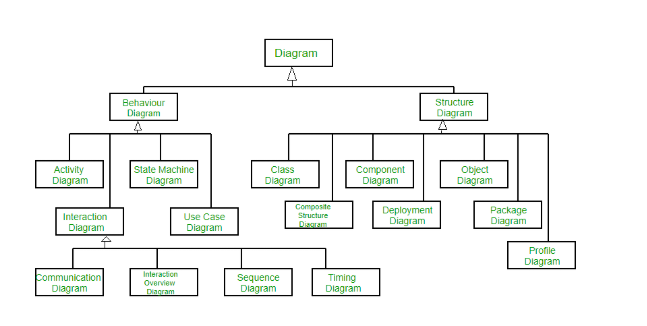 Diagram
Behaviour
Diagram
Structure
Diagram
Activity
Diagram
State Machine
Diagram
Class
Diagram
Component
Diagram
Object
Diagram
Interaction
Diagram
Use Case
Diagram
Composite
Structure
Diagram
Deployment
Diagram
Package
Diagram
Profile
Diagram
Communication
Diagram
Interaction
Overview
Diagram
Sequence
Diagram
Timing
Diagram